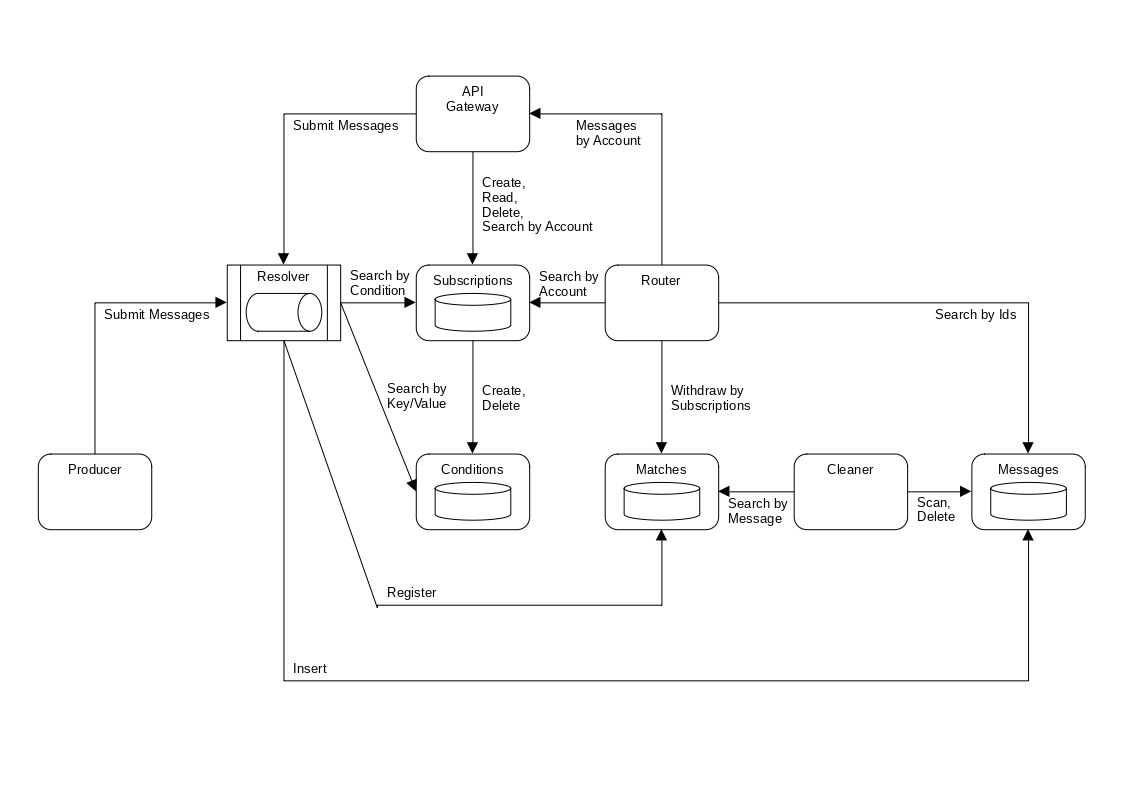 API
Gateway
Submit Messages
Messages
by Account
Create,
Read,
Delete,
Search by Account
Resolver
Search by
Condition
Subscriptions
Search by
Account
Router
Submit Messages
Search by Ids
Search by
Key/Value
Create,
Delete
Withdraw by
Subscriptions
Producer
Conditions
Matches
Cleaner
Messages
Search by
Message
Scan,
Delete
Register
Insert